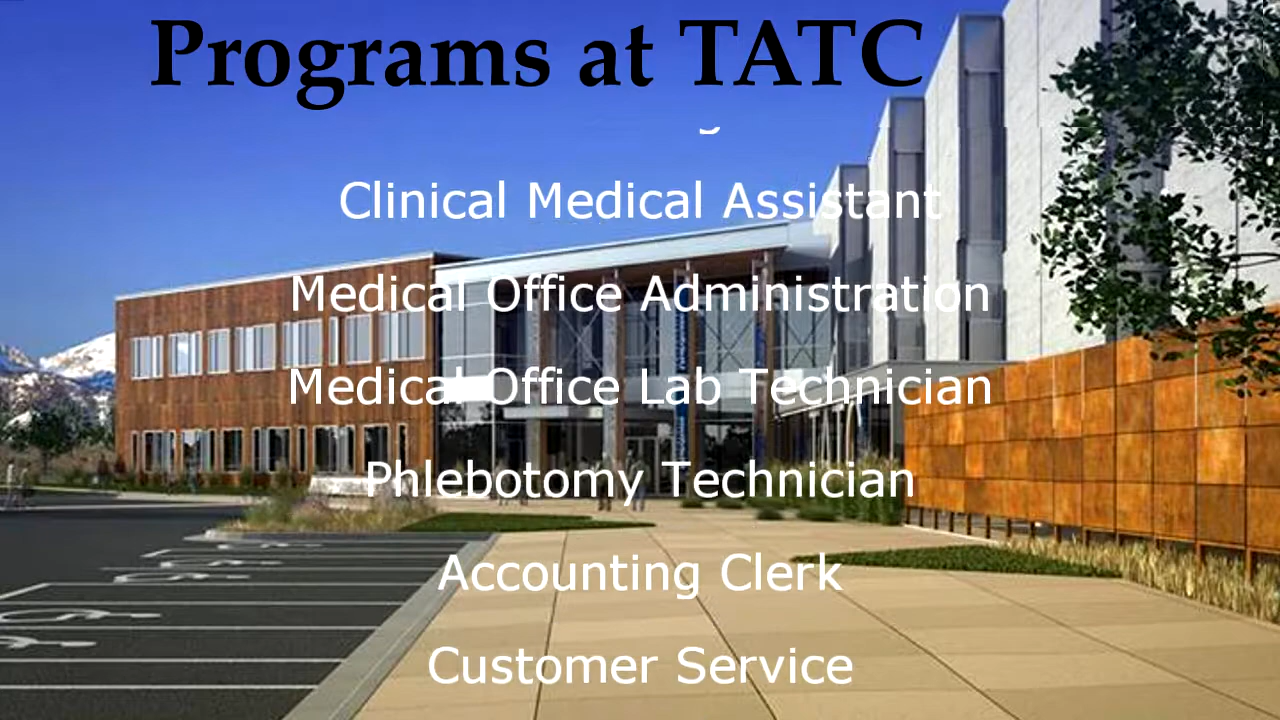 Programs at TATC
Clinical Medical Assistant
Medical Office Administration
Medical Office Lab Technician
Phlebotomy Technician
Accounting Clerk
Customer Service